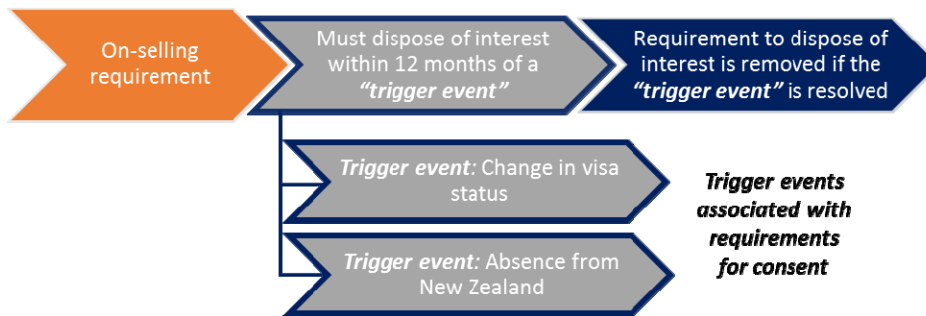 On-selling
requirement
Must dispose of interest
within 12 months of a
“trigger event”
Requirement to dispose of
interest is removed if the
“trigger event” is resolved
Trigger event: Change in visa
status
Trigger event: Absence from
New Zealand
Trigger events
associated with
requirements
for consent